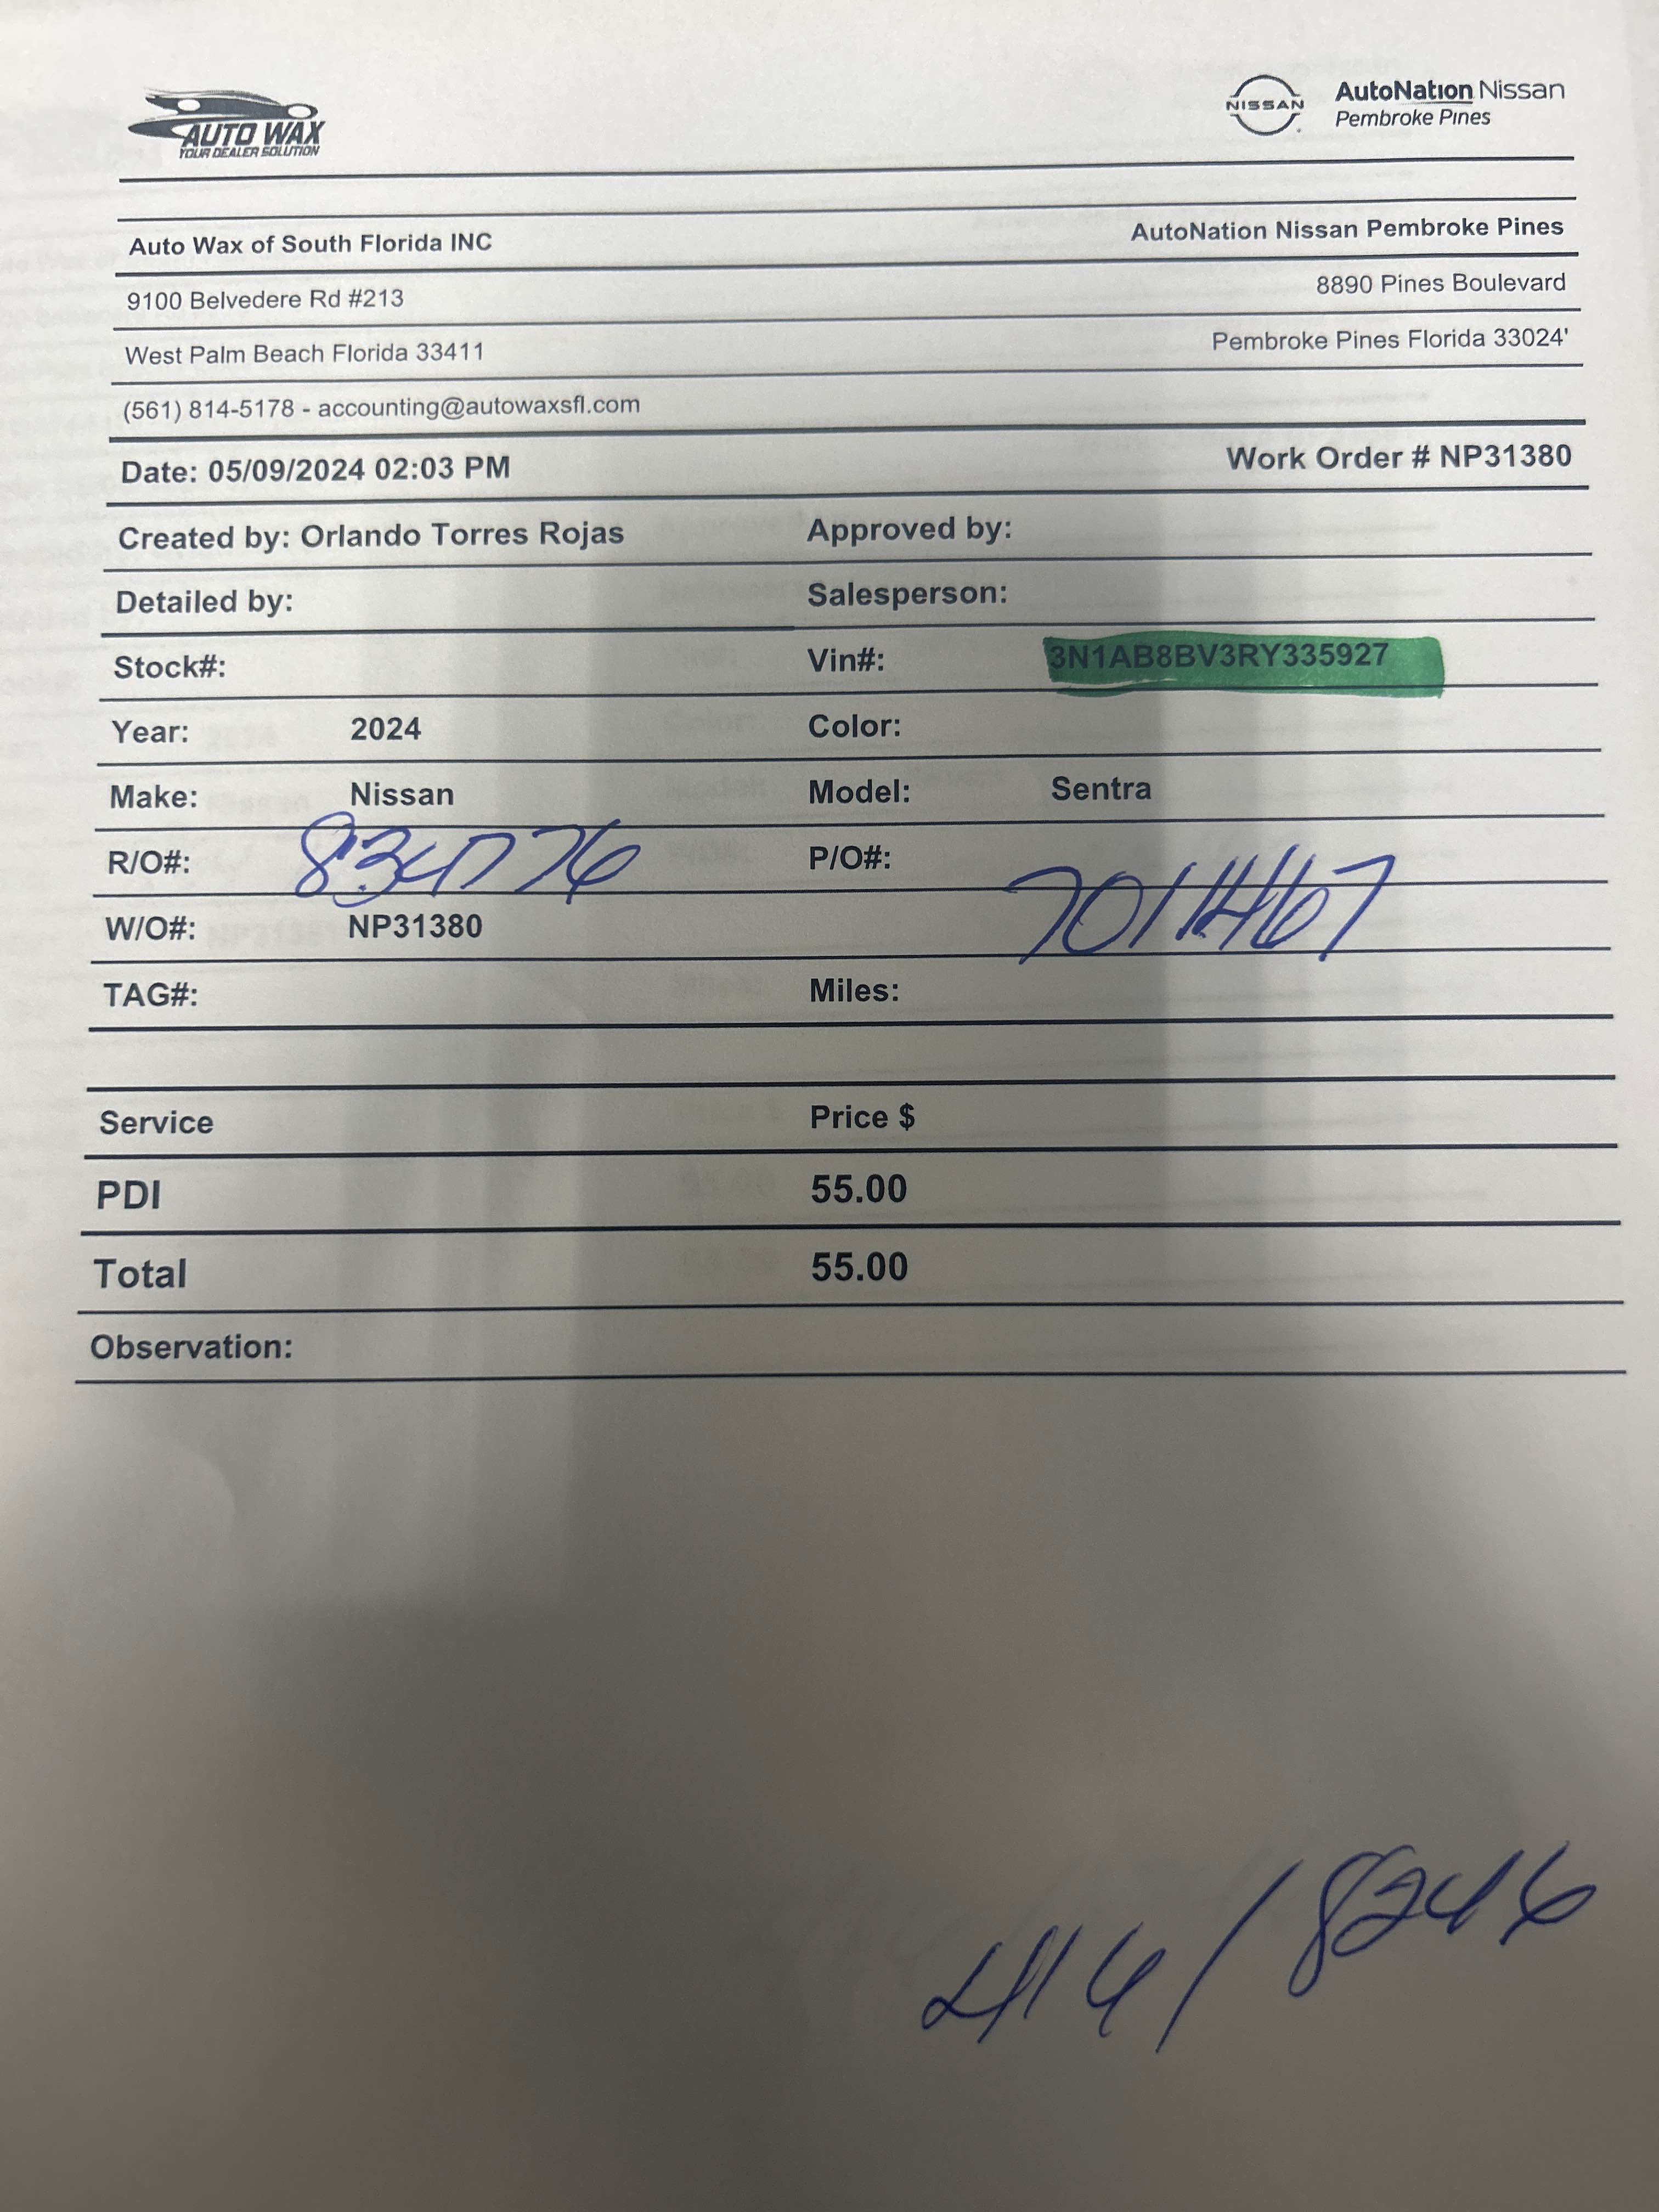 AUTO WAX
YOUR DEALER SOLUTION
NISSAN
AutoNation Nissan
Pembroke Pines
Auto Wax of South Florida INC
AutoNation Nissan Pembroke Pines
9100 Belvedere Rd #213
8890 Pines Boulevard
West Palm Beach Florida 33411
Pembroke Pines Florida 33024'
(561) 814-5178 - accounting@autowaxsfl.com
Date: 05/09/2024 02:03 PM
Work Order # NP31380
Created by: Orlando Torres Rojas
Approved by:
Detailed by:
Salesperson:
Stock#:
Vin#: 3N1AB8BV3RY335927
Year: 2024
Color:
Make: Nissan
Model: Sentra
R/O#: 834776
P/O#: 7011467
W/O#: NP31380
TAG#:
Miles:
Service Price $
PDI 55.00
Total 55.00
Observation: